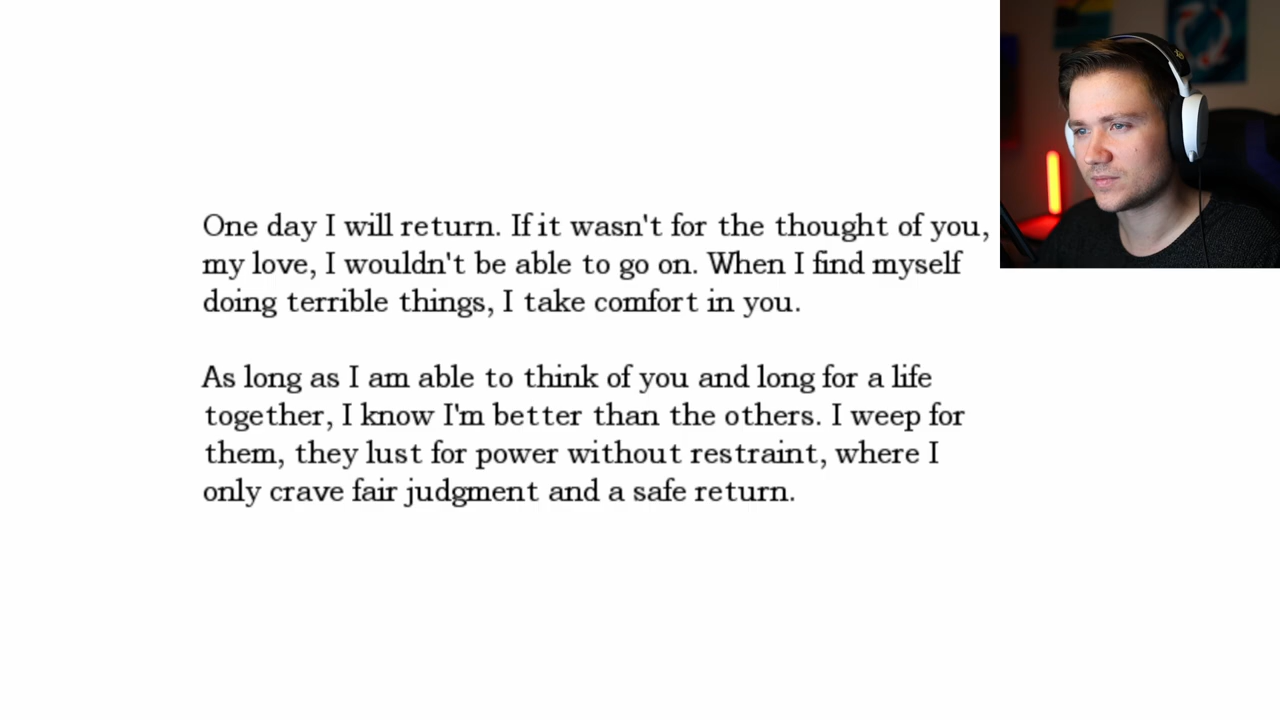 One day I will return. If it wasn't for the thought of you,
my love, I wouldn't be able to go on. When I find myself
doing terrible things, I take comfort in you.
As long as I am able to think of you and long for a life
together, I know I'm better than the others. I weep for
them, they lust for power without restraint, where I
only crave fair judgment and a safe return.